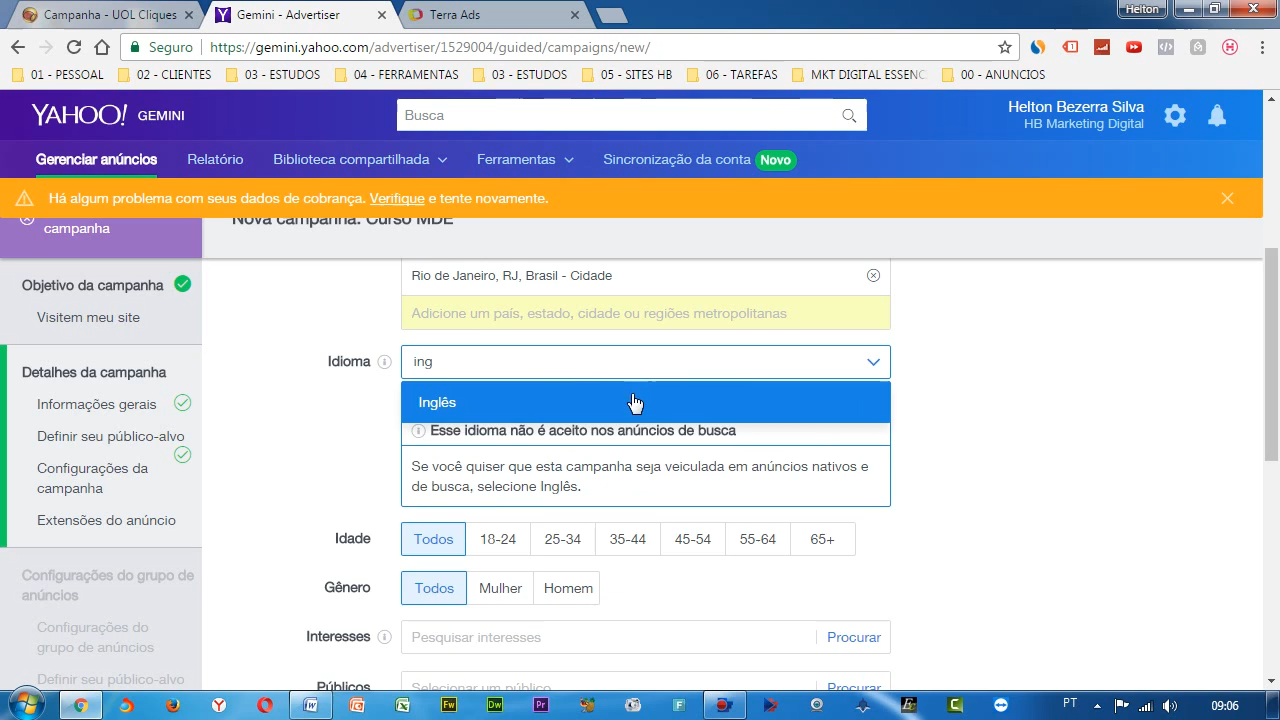 Campanha - UOL Cliques
Gemini - Advertiser
Terra Ads
Helton
Seguro
https://gemini.yahoo.com/advertiser/1529004/guided/campaigns/new/
01 - PESSOAL
02 - CLIENTES
03 - ESTUDOS
04 - FERRAMENTAS
03 - ESTUDOS
05 - SITES HB
06 - TAREFAS
MKT DIGITAL ESSENC
00 - ANUNCIOS
YAHOO! GEMINI
Busca
Helton Bezerra Silva
HB Marketing Digital
Gerenciar anúncios
Relatório
Biblioteca compartilhada
Ferramentas
Sincronização da conta Novo
Há algum problema com seus dados de cobrança. Verifique e tente novamente.
campanha
Nova campanha: Curso MDE
Objetivo da campanha
Visitem meu site
Detalhes da campanha
Informações gerais
Definir seu público-alvo
Configurações da
campanha
Extensões do anúncio
Configurações do grupo de
anúncios
Configurações do
grupo de anúncios
Definir seu público-alvo
Rio de Janeiro, RJ, Brasil - Cidade
Adicione um país, estado, cidade ou regiões metropolitanas
Idioma
ing
Inglês
Esse idioma não é aceito nos anúncios de busca
Se você quiser que esta campanha seja veiculada em anúncios nativos e
de busca, selecione Inglês.
Idade
Todos 18-24 25-34 35-44 45-54 55-64 65+
Gênero
Todos Mulher Homem
Interesses
Pesquisar interesses
Procurar
Públicos
Selecionar um público
Procurar
Fw
Dw
Pr
PT
09:06